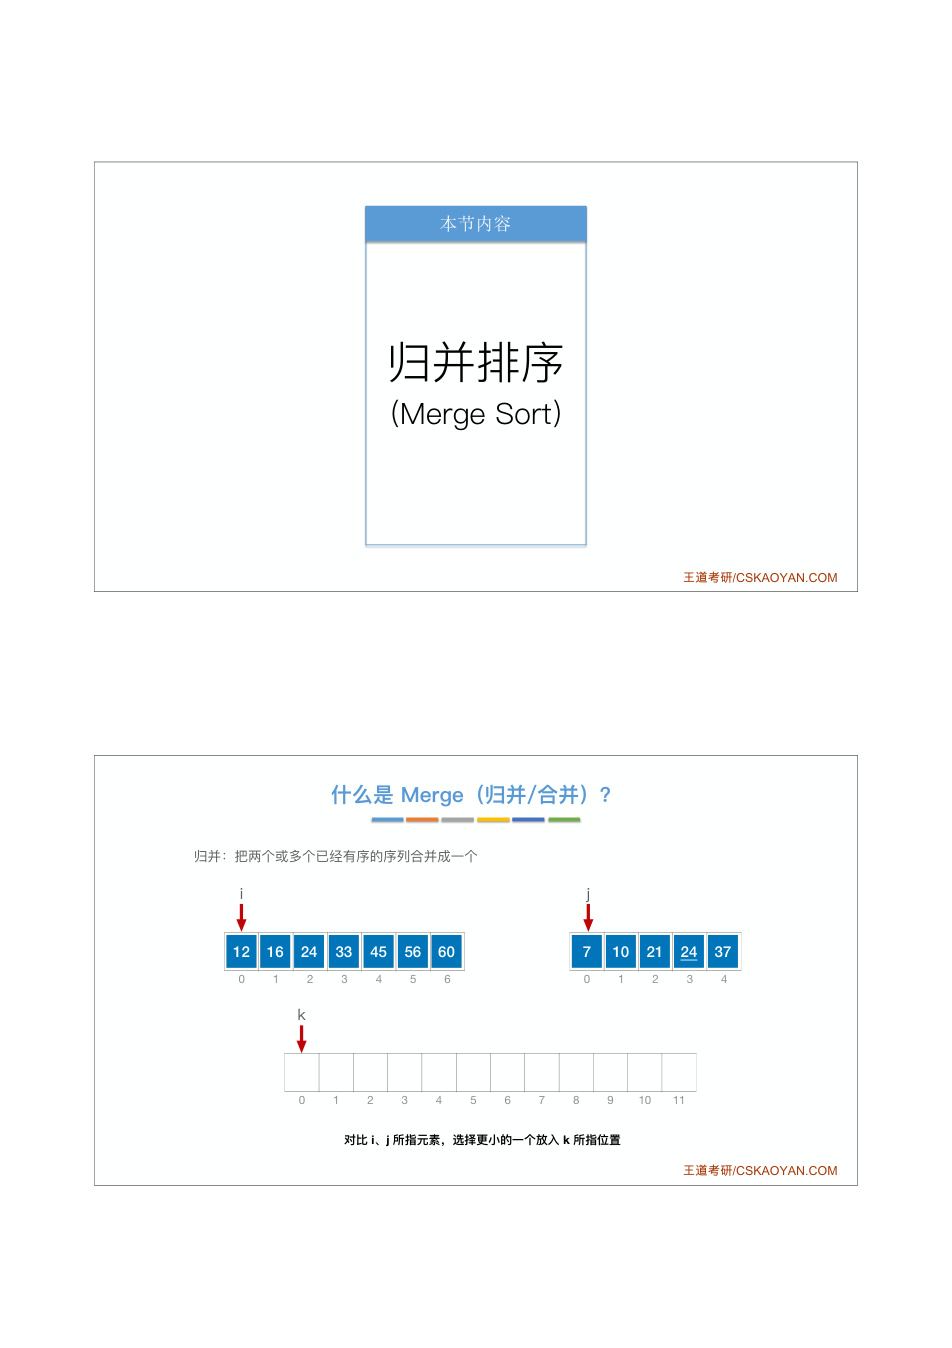 本节内容
归并排序
（Merge Sort）
王道考研/CSKAOYAN.COM
什么是 Merge（归并/合并）?
归并：把两个或多个已经有序的序列合并成一个
i j
12 16 24 33 45 56 60 7 10 21 24 37
0 1 2 3 4 5 6 0 1 2 3 4
k
0 1 2 3 4 5 6 7 8 9 10 11
对比 i、j 所指元素，选择更小的一个放入 k 所指位置
王道考研/CSKAOYAN.COM